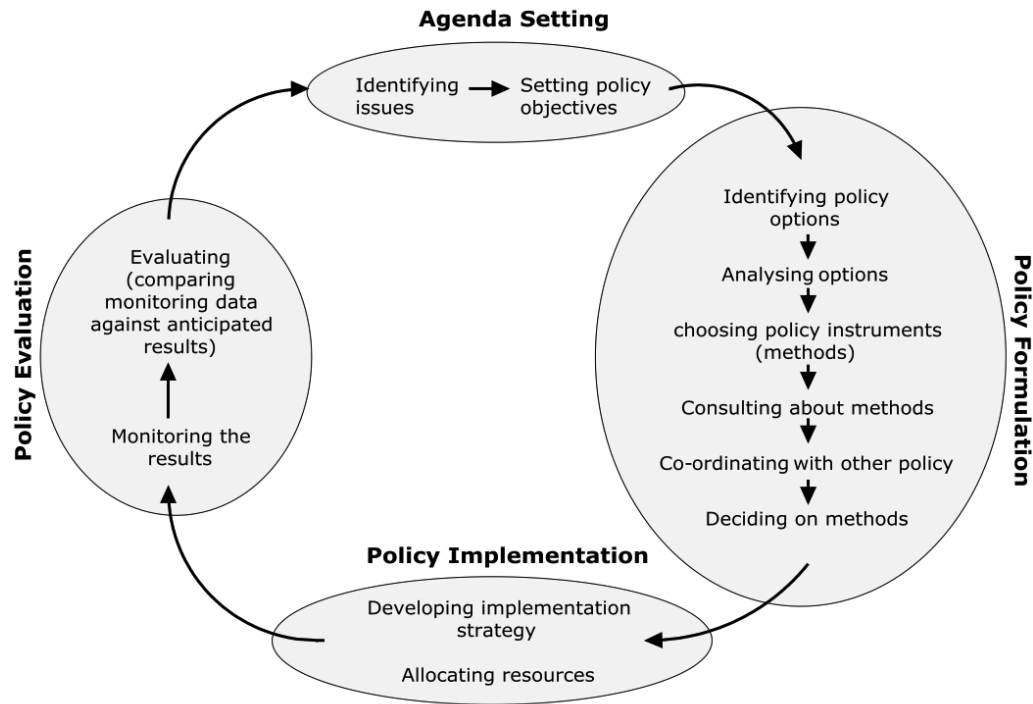 Agenda Setting
Identifying
issues
Setting policy
objectives
Policy Formulation
Identifying policy
options
Analysing options
choosing policy instruments
(methods)
Consulting about methods
Co-ordinating with other policy
Deciding on methods
Policy Implementation
Developing implementation
strategy
Allocating resources
Policy Evaluation
Evaluating
(comparing
monitoring data
against anticipated
results)
Monitoring the
results